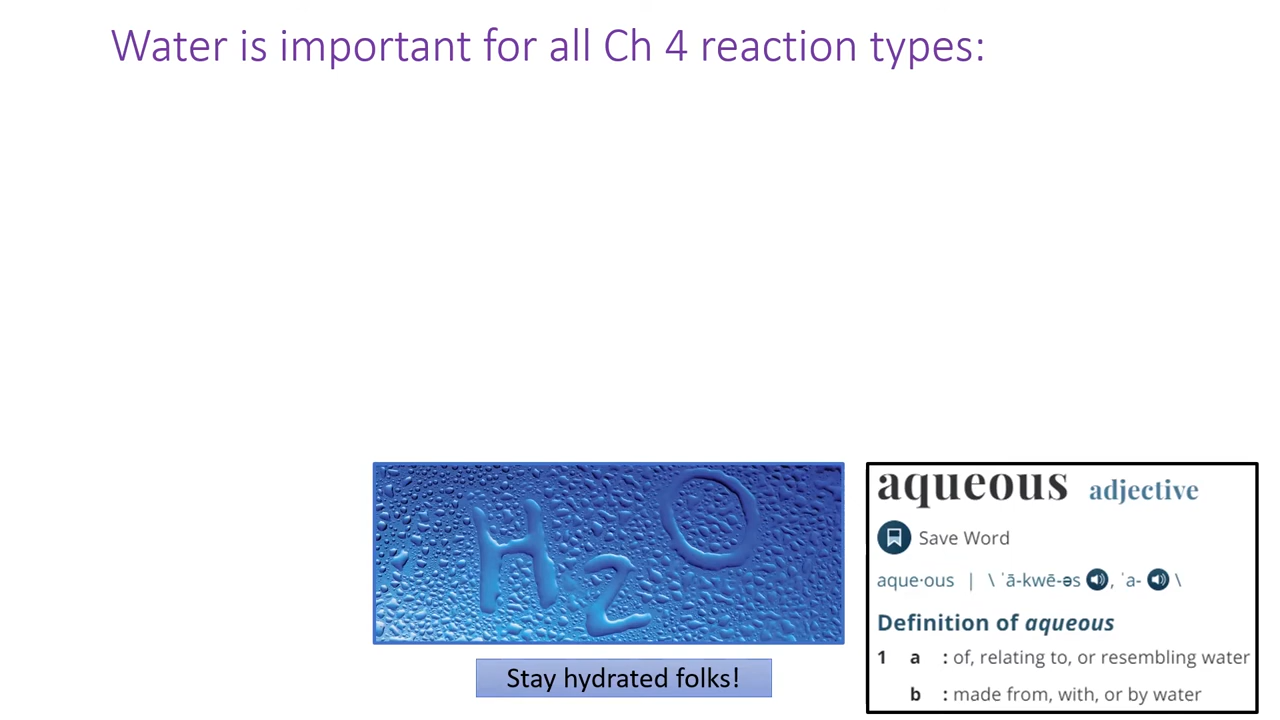 Water is important for all Ch 4 reaction types:
H2O
Stay hydrated folks!
aqueous adjective
Save Word
aque·ous | \ ˈā-kwē-əs , ˈa- \
Definition of aqueous
1 a : of, relating to, or resembling water
b : made from, with, or by water